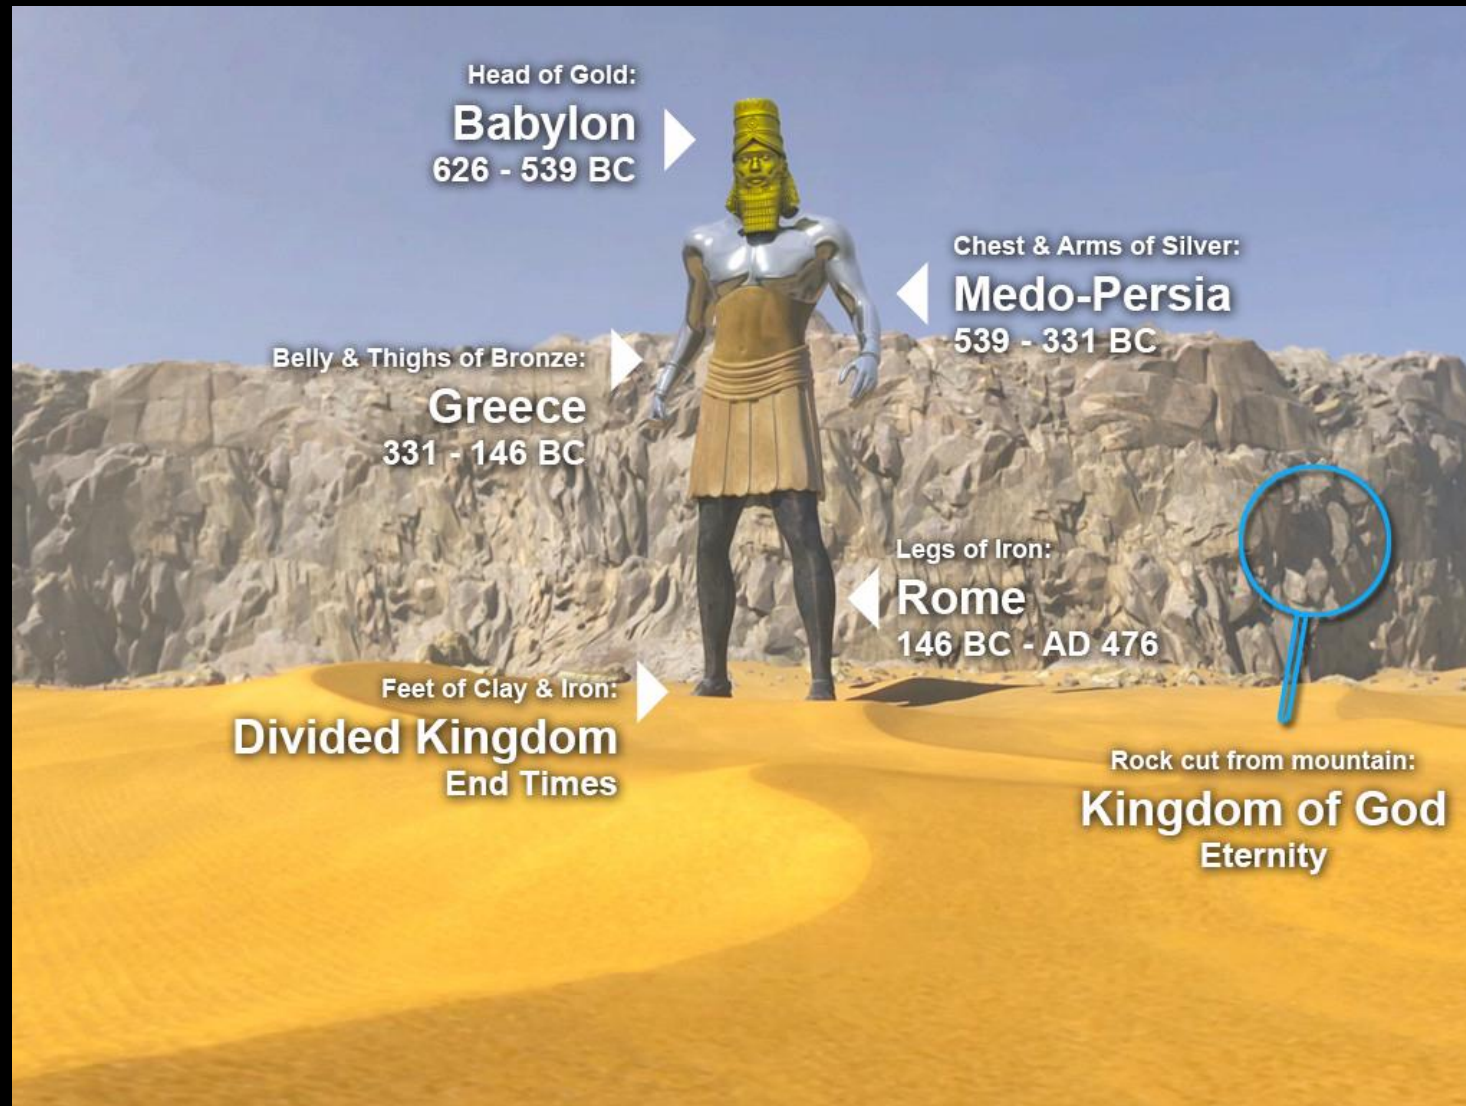 Head of Gold:
Babylon
626 - 539 BC
Chest & Arms of Silver:
Medo-Persia
539 - 331 BC
Belly & Thighs of Bronze:
Greece
331 - 146 BC
Legs of Iron:
Rome
146 BC - AD 476
Feet of Clay & Iron:
Divided Kingdom
End Times
Rock cut from mountain:
Kingdom of God
Eternity